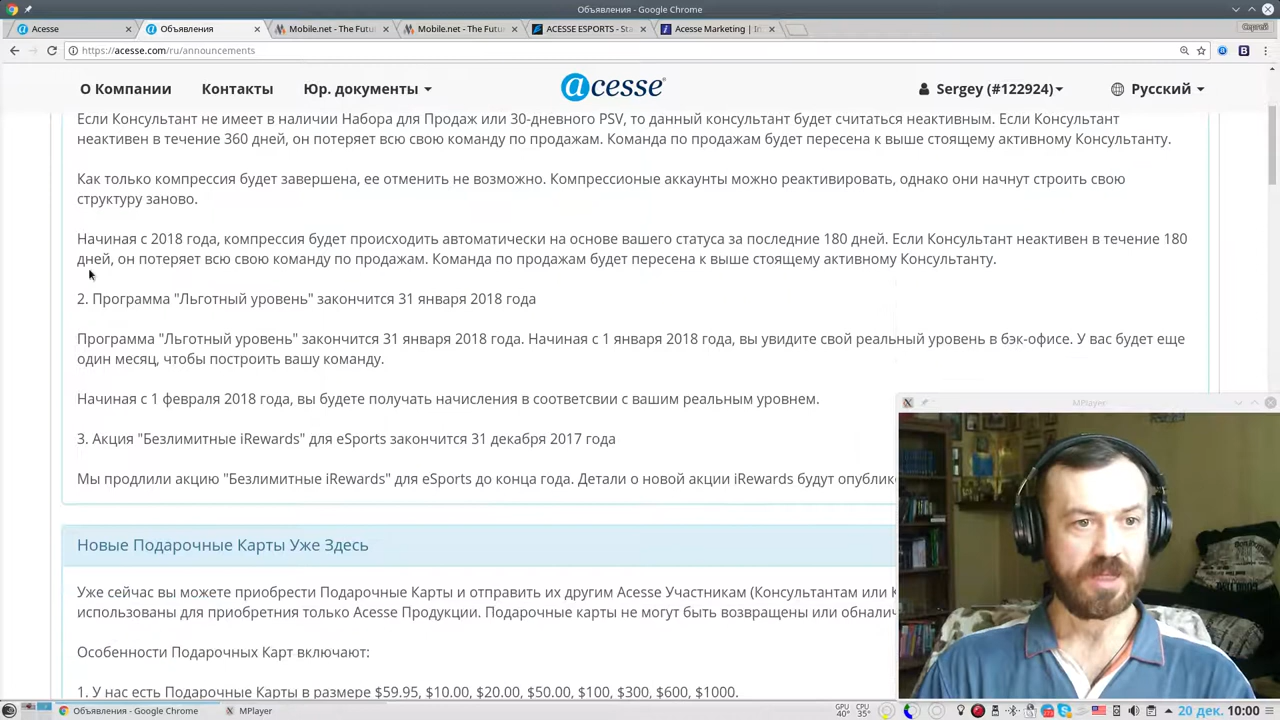 Объявления - Google Chrome
Acesse
Объявления
Mobile.net - The Futu
Mobile.net - The Futu
ACESSE ESPORTS - Sta
Acesse Marketing | In
Сергей
https://acesse.com/ru/announcements
О Компании
Контакты
Юр. документы
acesse
Sergey (#122924)
Русский
Если Консультант не имеет в наличии Набора для Продаж или 30-дневного PSV, то данный консультант будет считаться неактивным. Если Консультант
неактивен в течение 360 дней, он потеряет всю свою команду по продажам. Команда по продажам будет пересена к выше стоящему активному Консультанту.
Как только компрессия будет завершена, ее отменить не возможно. Компрессионые аккаунты можно реактивировать, однако они начнут строить свою
структуру заново.
Начиная с 2018 года, компрессия будет происходить автоматически на основе вашего статуса за последние 180 дней. Если Консультант неактивен в течение 180
дней, он потеряет всю свою команду по продажам. Команда по продажам будет пересена к выше стоящему активному Консультанту.
2. Программа "Льготный уровень" закончится 31 января 2018 года
Программа "Льготный уровень" закончится 31 января 2018 года. Начиная с 1 января 2018 года, вы увидите свой реальный уровень в бэк-офисе. У вас будет еще
один месяц, чтобы построить вашу команду.
Начиная с 1 февраля 2018 года, вы будете получать начисления в соответсвии с вашим реальным уровнем.
3. Акция "Безлимитные iRewards" для eSports закончится 31 декабря 2017 года
Мы продлили акцию "Безлимитные iRewards" для eSports до конца года. Детали о новой акции iRewards будут опублик
MPlayer
Новые Подарочные Карты Уже Здесь
Уже сейчас вы можете приобрести Подарочные Карты и отправить их другим Acesse Участникам (Консультантам или К
использованы для приобретния только Acesse Продукции. Подарочные карты не могут быть возвращены или обналич
Особенности Подарочных Карт включают:
1. У нас есть Подарочные Карты в размере $59.95, $10.00, $20.00, $50.00, $100, $300, $600, $1000.
Объявления - Google Chrome
MPlayer
GPU 40°
CPU 35°
20 дек. 10:00